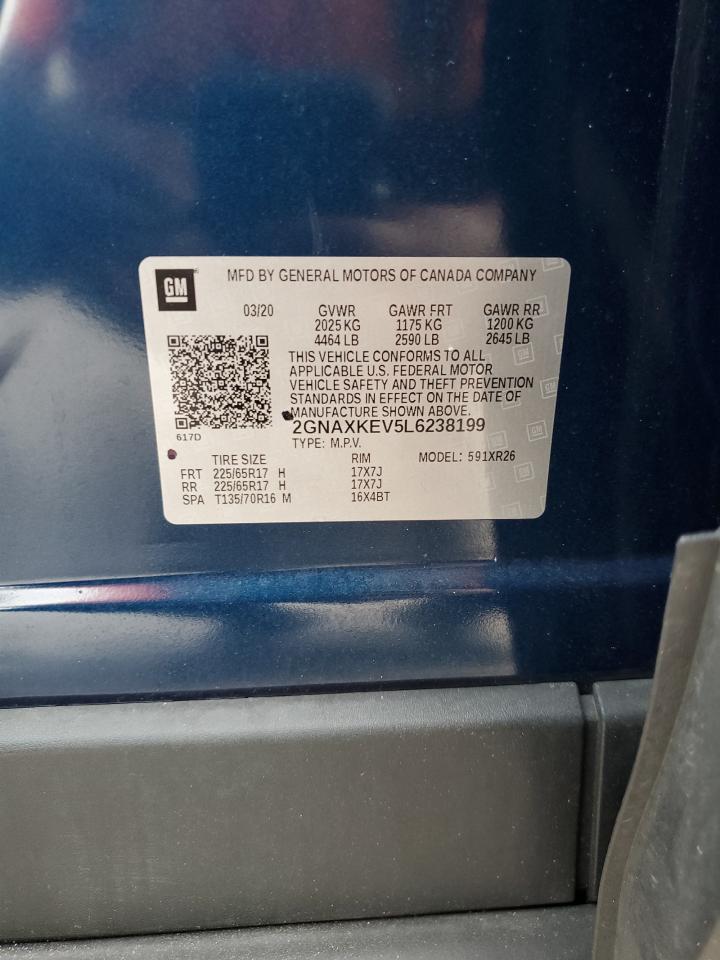 GM
MFD BY GENERAL MOTORS OF CANADA COMPANY
03/20 GVWR GAWR FRT GAWR RR
2025 KG 1175 KG 1200 KG
4464 LB 2590 LB 2645 LB
THIS VEHICLE CONFORMS TO ALL
APPLICABLE U.S. FEDERAL MOTOR
VEHICLE SAFETY AND THEFT PREVENTION
STANDARDS IN EFFECT ON THE DATE OF
MANUFACTURE SHOWN ABOVE.
2GNAXKEV5L6238199
617D
TYPE: M.P.V.
TIRE SIZE RIM MODEL: 591XR26
FRT 225/65R17 H 17X7J
RR 225/65R17 H 17X7J
SPA T135/70R16 M 16X4BT